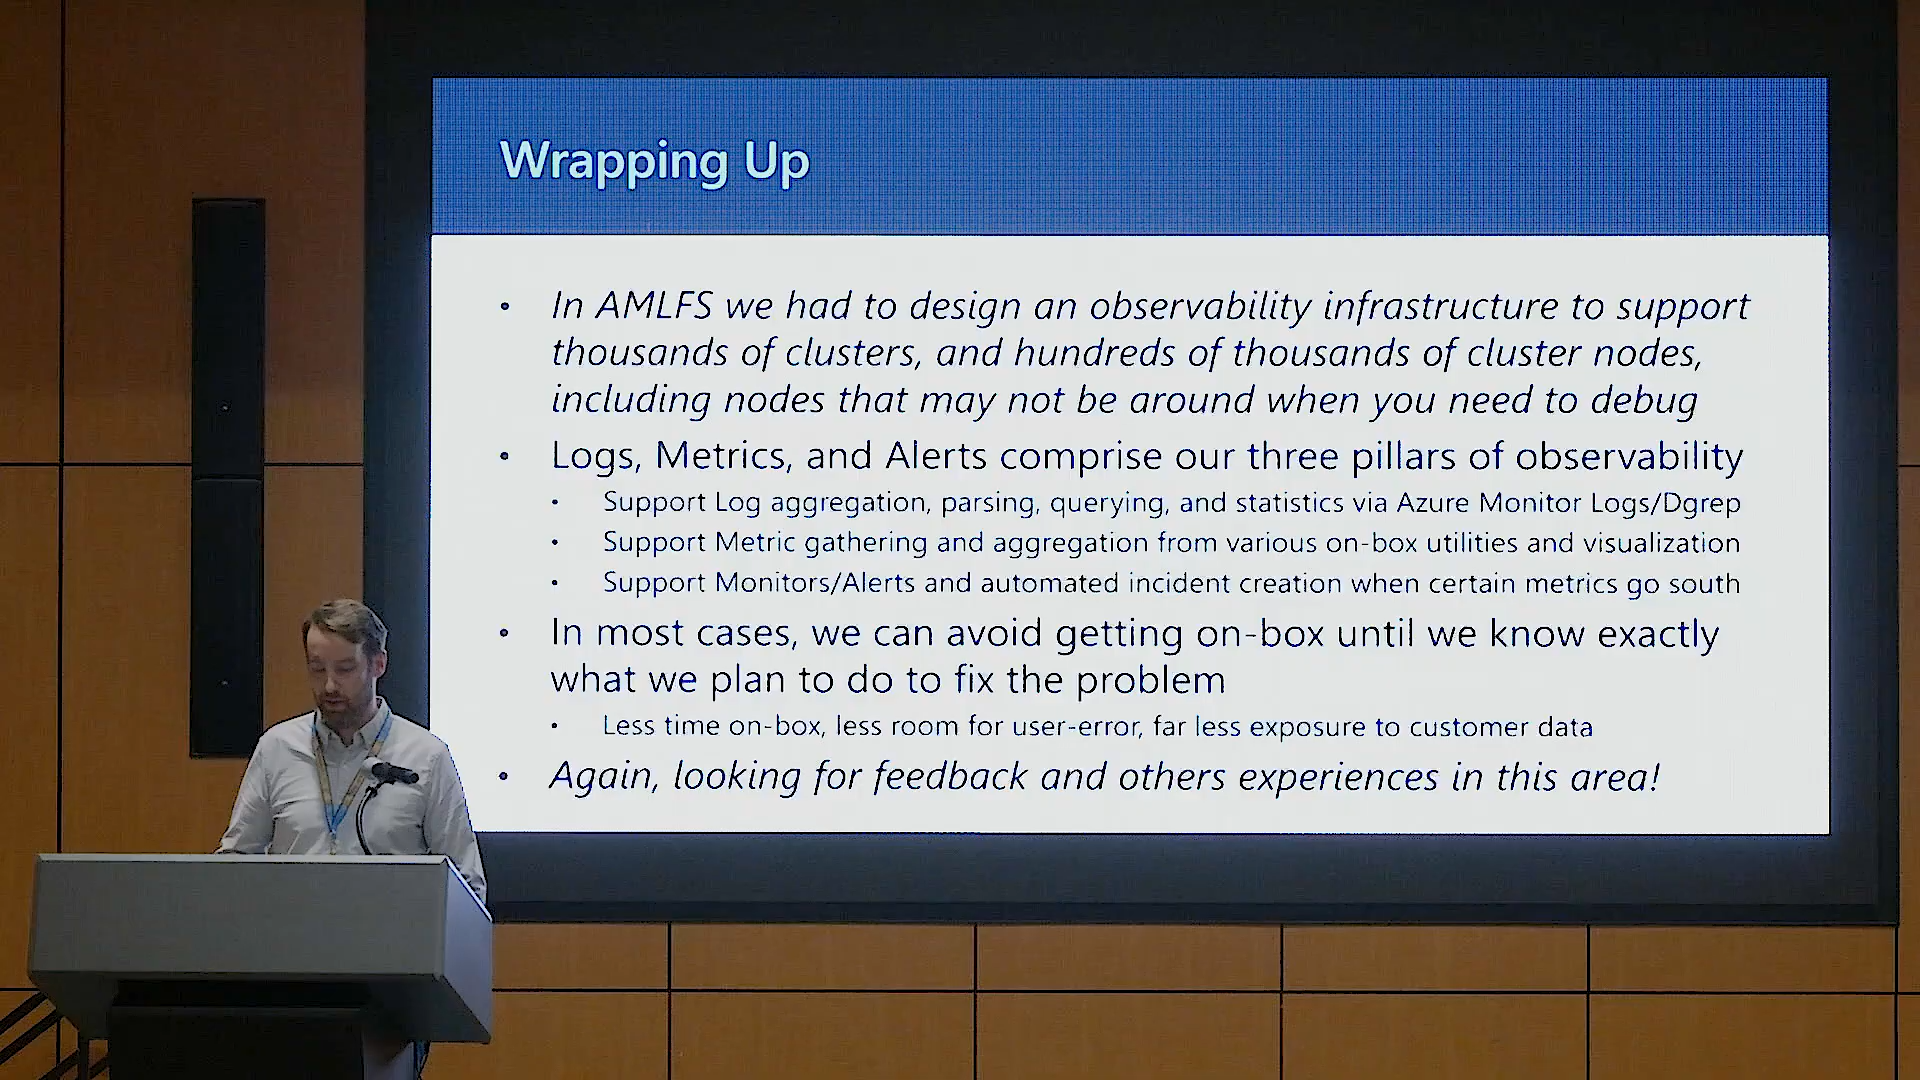 Wrapping Up
• In AMLFS we had to design an observability infrastructure to support
thousands of clusters, and hundreds of thousands of cluster nodes,
including nodes that may not be around when you need to debug
• Logs, Metrics, and Alerts comprise our three pillars of observability
• Support Log aggregation, parsing, querying, and statistics via Azure Monitor Logs/Dgrep
• Support Metric gathering and aggregation from various on-box utilities and visualization
• Support Monitors/Alerts and automated incident creation when certain metrics go south
• In most cases, we can avoid getting on-box until we know exactly
what we plan to do to fix the problem
• Less time on-box, less room for user-error, far less exposure to customer data
• Again, looking for feedback and others experiences in this area!